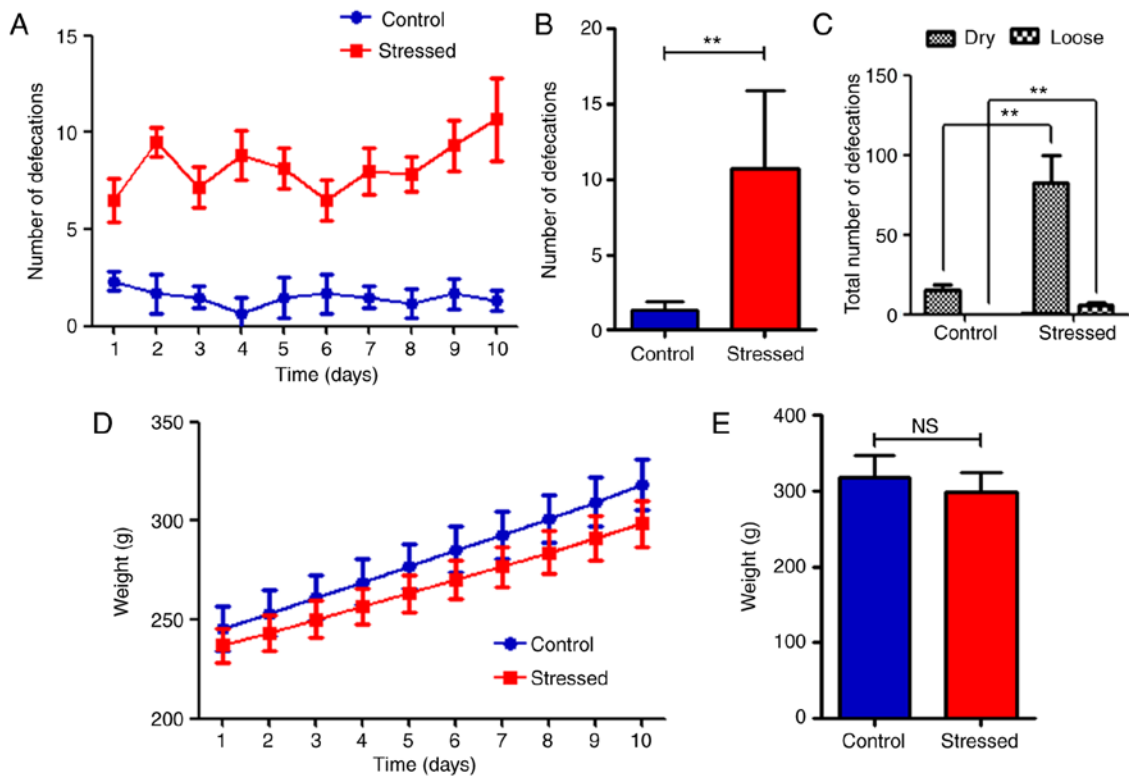 A
Control
Stressed
Number of defecations
15
10
5
0
1 2 3 4 5 6 7 8 9 10
Time (days)
B
Number of defecations
20
15
10
5
0
**
Control Stressed
C
Dry Loose
Total number of defecations
150
100
50
0
**
**
Control Stressed
D
Weight (g)
350
300
250
200
Control
Stressed
1 2 3 4 5 6 7 8 9 10
Time (days)
E
Weight (g)
400
300
200
100
0
NS
Control Stressed